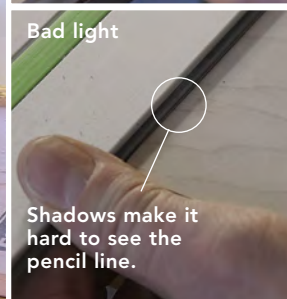 Bad light
Shadows make it
hard to see the
pencil line.